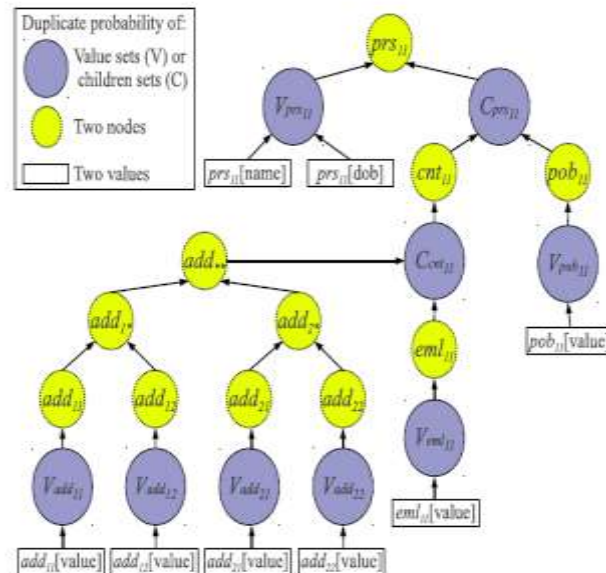 Duplicate probability of:
Value sets (V) or
children sets (C)
Two nodes
Two values
prs11
Vprs11
Cprs11
prs11[name]
prs11[dob]
cnt11
pob11
add**
Ccnt11
Vpob11
add1*
add2*
eml11
pob11[value]
add11
add12
add21
add22
Veml11
Vadd11
Vadd12
Vadd21
Vadd22
eml11[value]
add11[value]
add12[value]
add21[value]
add22[value]